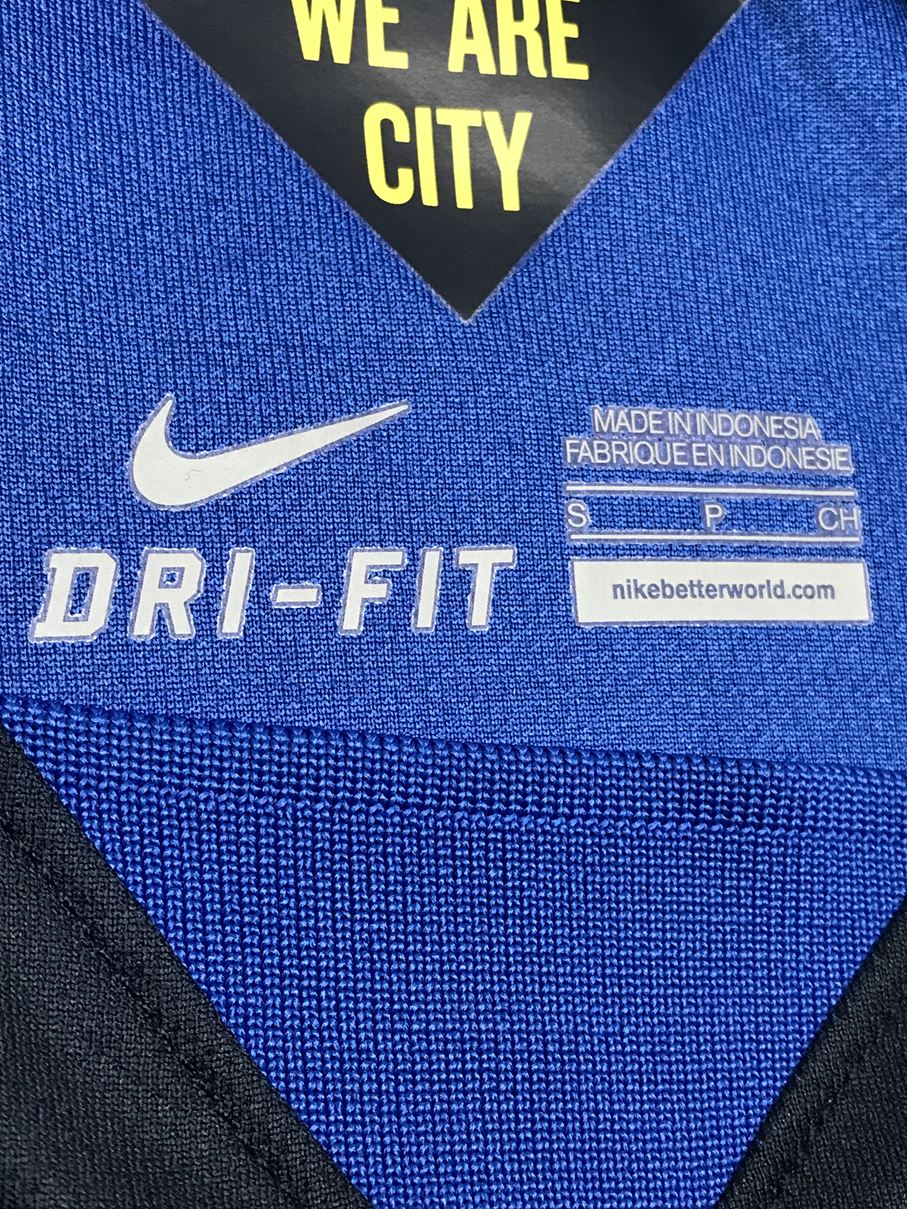 WE ARE
CITY
DRI-FIT
MADE IN INDONESIA
FABRIQUE EN INDONESIE
S P CH
nikebetterworld.com